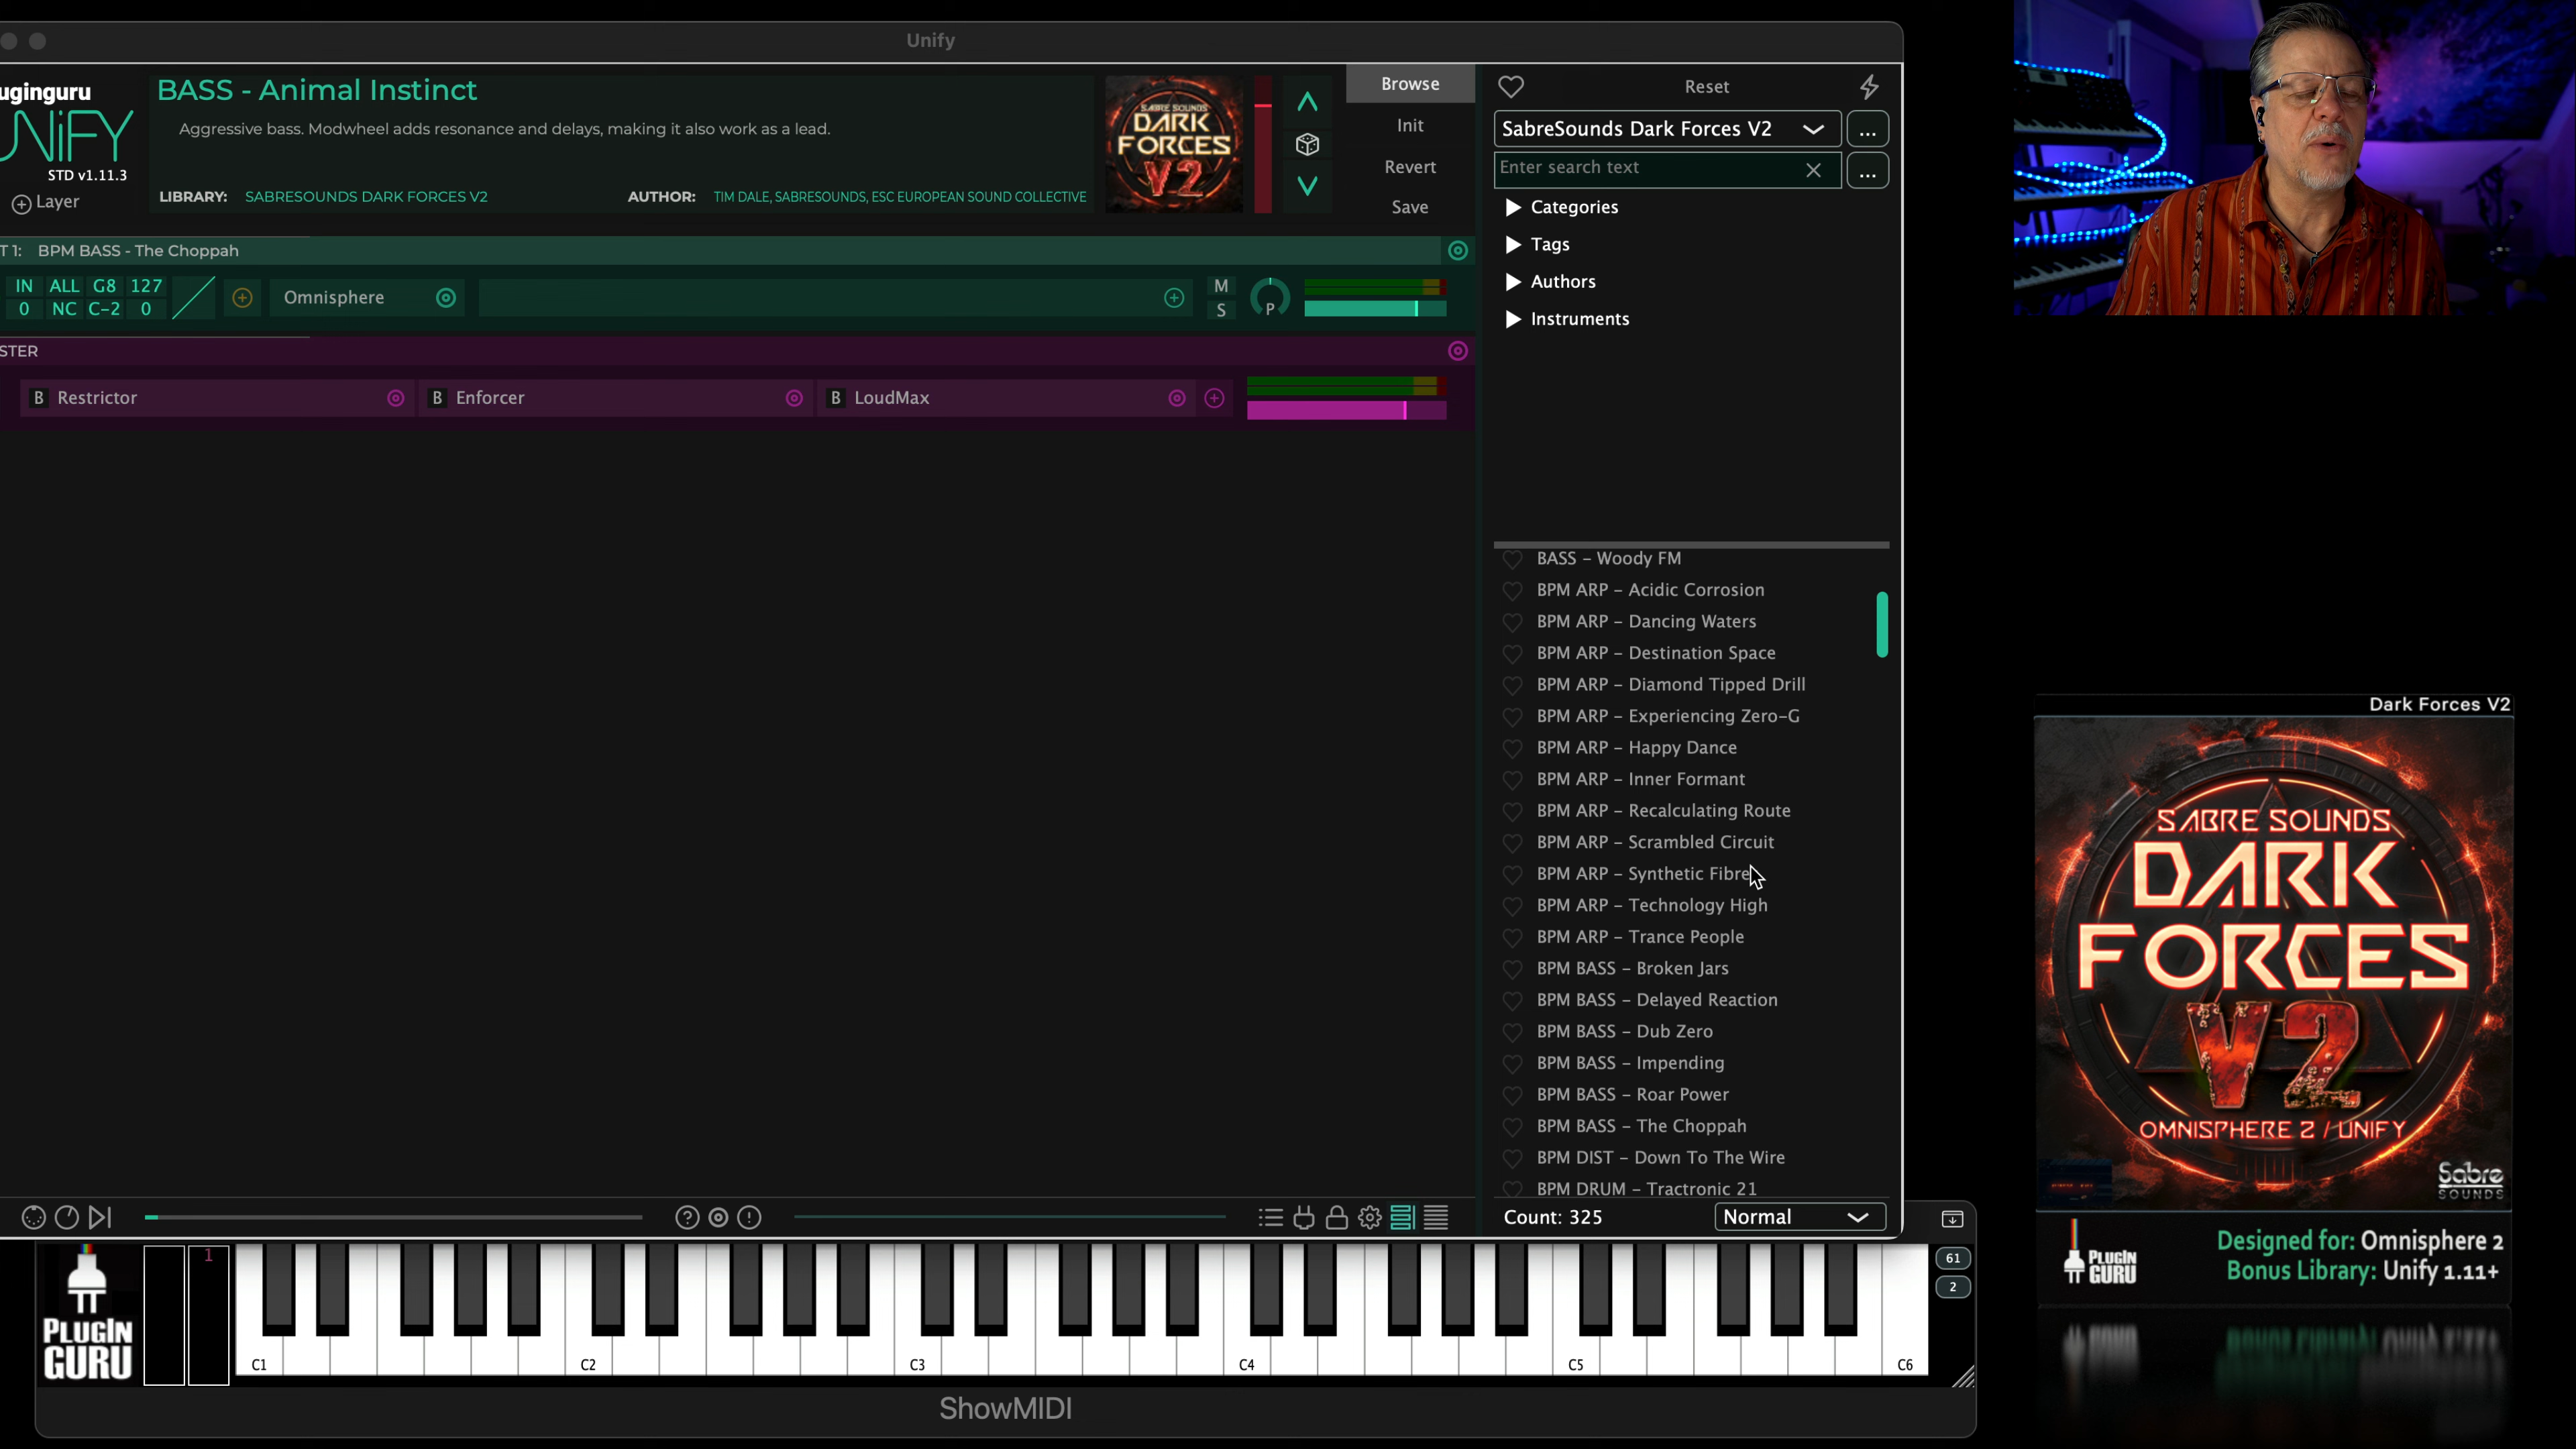 Unify
uginguru
UNIFY
STD v1.11.3
Layer
BASS - Animal Instinct
Aggressive bass. Modwheel adds resonance and delays, making it also work as a lead.
LIBRARY: SABRESOUNDS DARK FORCES V2 AUTHOR: TIM DALE, SABRESOUNDS, ESC EUROPEAN SOUND COLLECTIVE
SABRE SOUNDS
DARK
FORCES
V2
Browse
Init
Revert
Save
Reset
SabreSounds Dark Forces V2
...
Enter search text
...
Categories
Tags
Authors
Instruments
T 1: BPM BASS - The Choppah
IN ALL G8 127
0 NC C-2 0
Omnisphere
M
S
P
STER
B Restrictor
B Enforcer
B LoudMax
BASS - Woody FM
BPM ARP - Acidic Corrosion
BPM ARP - Dancing Waters
BPM ARP - Destination Space
BPM ARP - Diamond Tipped Drill
BPM ARP - Experiencing Zero-G
BPM ARP - Happy Dance
BPM ARP - Inner Formant
BPM ARP - Recalculating Route
BPM ARP - Scrambled Circuit
BPM ARP - Synthetic Fibre
BPM ARP - Technology High
BPM ARP - Trance People
BPM BASS - Broken Jars
BPM BASS - Delayed Reaction
BPM BASS - Dub Zero
BPM BASS - Impending
BPM BASS - Roar Power
BPM BASS - The Choppah
BPM DIST - Down To The Wire
BPM DRUM - Tractronic 21
Count: 325
Normal
1
61
2
PLUGIN
GURU
C1 C2 C3 C4 C5 C6
ShowMIDI
Dark Forces V2
SABRE SOUNDS
DARK
FORCES
V2
OMNISPHERE 2 / UNIFY
Sabre
SOUNDS
PLUGIN
GURU
Designed for: Omnisphere 2
Bonus Library: Unify 1.11+